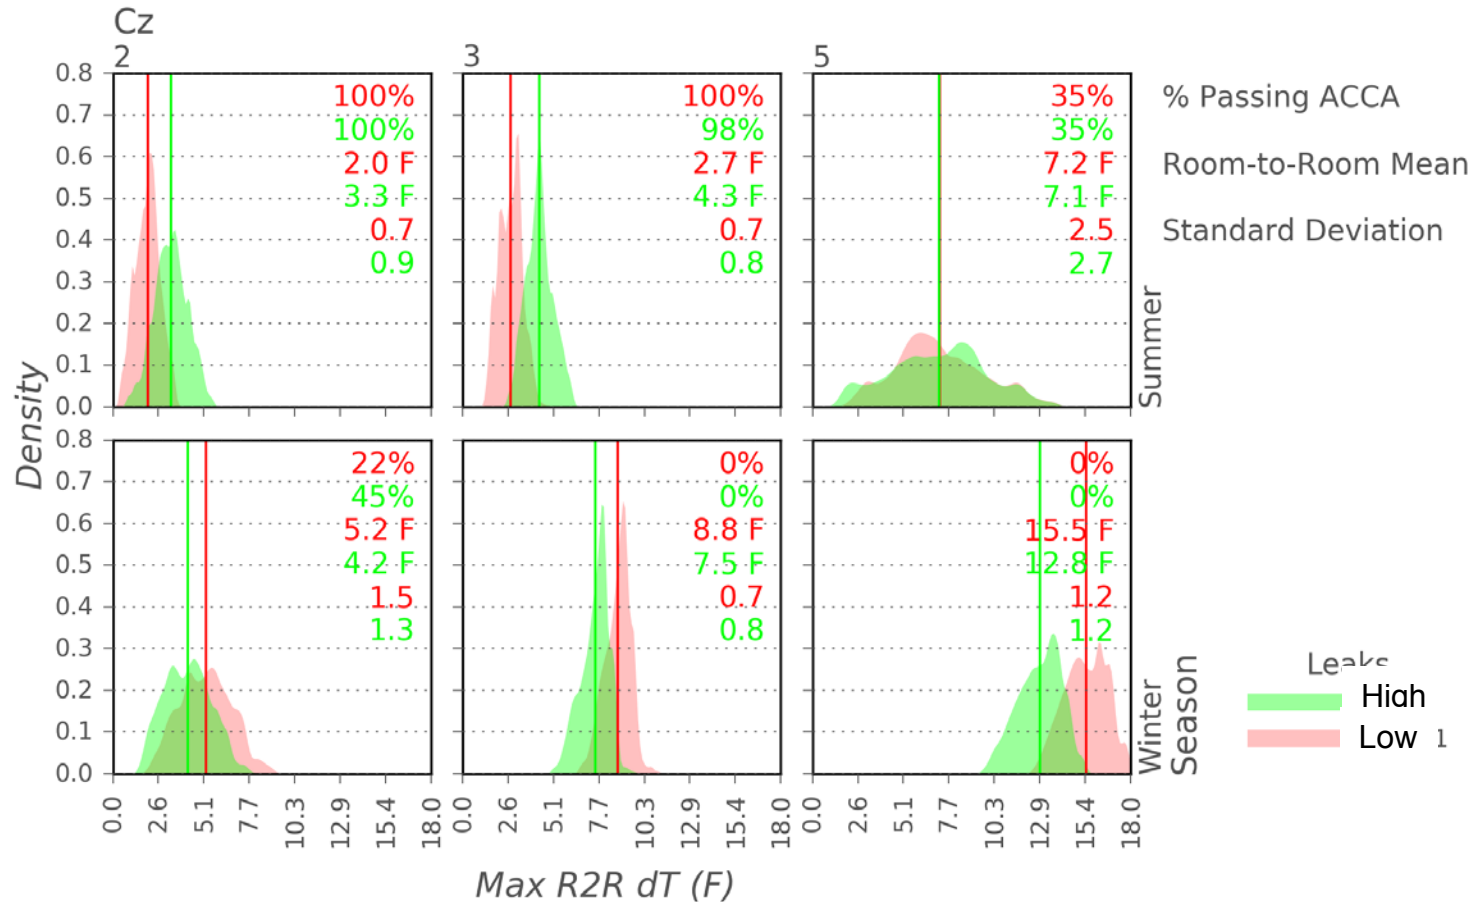 Cz
2
3
5
0.8
0.7
0.6
0.5
0.4
0.3
0.2
0.1
0.0
100%
100%
2.0 F
3.3 F
0.7
0.9
100%
98%
2.7 F
4.3 F
0.7
0.8
35%
35%
7.2 F
7.1 F
2.5
2.7
% Passing ACCA
Room-to-Room Mean
Standard Deviation
Summer
Density
0.8
0.7
0.6
0.5
0.4
0.3
0.2
0.1
0.0
22%
45%
5.2 F
4.2 F
1.5
1.3
0%
0%
8.8 F
7.5 F
0.7
0.8
0%
0%
15.5 F
12.8 F
1.2
1.2
Winter
Season
Leaks
High
Low 1
0.0 2.6 5.1 7.7 10.3 12.9 15.4 18.0
0.0 2.6 5.1 7.7 10.3 12.9 15.4 18.0
0.0 2.6 5.1 7.7 10.3 12.9 15.4 18.0
Max R2R dT (F)